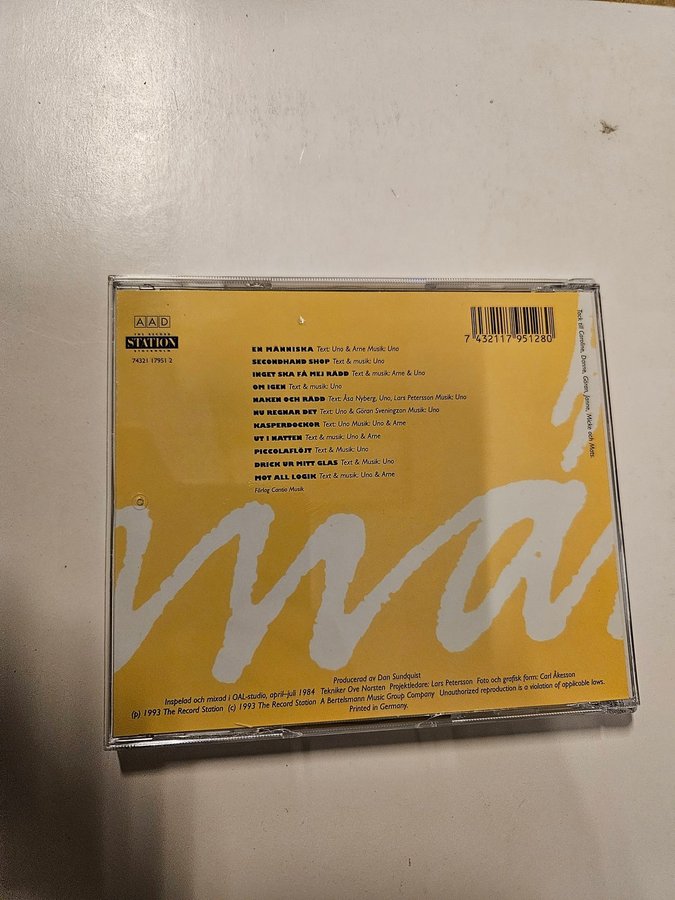 AAD
THE RECORD
STATION
STOCKHOLM
74321 17951 2
7 432117 951280
EN MÄNNISKA Text: Uno & Arne Musik: Uno
SECONDHAND SHOP Text & musik: Uno
INGET SKA FÅ MEJ RÄDD Text & musik: Arne & Uno
OM IGEN Text & musik: Uno
NAKEN OCH RÄDD Text: Åsa Nyberg, Uno, Lars Petersson Musik: Uno
NU REGNAR DET Text: Uno & Göran Sveningzon Musik: Uno
KASPERDOCKOR Text: Uno Musik: Uno & Arne
UT I NATTEN Text & musik: Uno & Arne
PICCOLAFLÖJT Text & Musik: Uno
DRICK UR MITT GLAS Text & Musik: Uno
MOT ALL LOGIK Text & musik: Uno & Arne
Förlag Cantio Musik
Tack till Caroline, Danne, Göran, Janne, Micke och Mats.
Producerad av Dan Sundquist
Inspelad och mixad i OAL-studio, april-juli 1984 Tekniker Ove Norsten Projektledare: Lars Petersson Foto och grafisk form: Carl Åkesson
(p) 1993 The Record Station (c) 1993 The Record Station A Bertelsmann Music Group Company Unauthorized reproduction is a violation of applicable laws.
Printed in Germany.